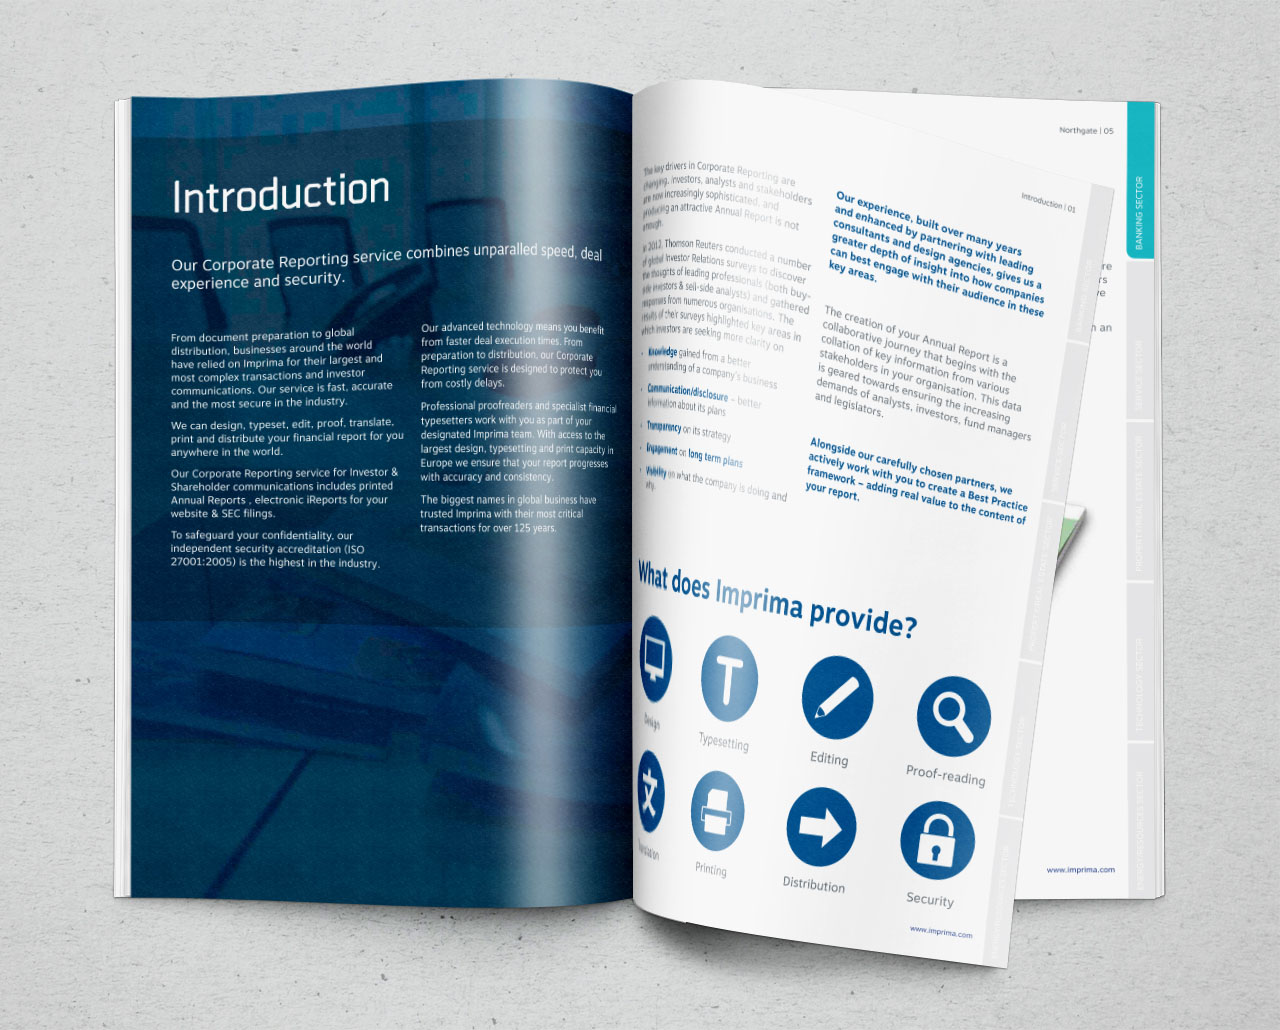 Introduction
Our Corporate Reporting service combines unparalled speed, deal
experience and security.
From document preparation to global
distribution, businesses around the world
have relied on Imprima for their largest and
most complex transactions and investor
communications. Our service is fast, accurate
and the most secure in the industry.
We can design, typeset, edit, proof, translate,
print and distribute your financial report for you
anywhere in the world.
Our Corporate Reporting service for Investor &
Shareholder communications includes printed
Annual Reports , electronic iReports for your
website & SEC filings.
To safeguard your confidentiality, our
independent security accreditation (ISO
27001:2005) is the highest in the industry.
Our advanced technology means you benefit
from faster deal execution times. From
preparation to distribution, our Corporate
Reporting service is designed to protect you
from costly delays.
Professional proofreaders and specialist financial
typesetters work with you as part of your
designated Imprima team. With access to the
largest design, typesetting and print capacity in
Europe we ensure that your report progresses
with accuracy and consistency.
The biggest names in global business have
trusted Imprima with their most critical
transactions for over 125 years.
Introduction | 01
The key drivers in Corporate Reporting are
changing, investors, analysts and stakeholders
are now increasingly sophisticated, and
producing an attractive Annual Report is not
enough.
In 2012, Thomson Reuters conducted a number
of global Investor Relations surveys to discover
the thoughts of leading professionals (both buy-
side investors & sell-side analysts) and gathered
responses from numerous organisations. The
results of their surveys highlighted key areas in
which investors are seeking more clarity on
Knowledge gained from a better
understanding of a company's business
Communication/disclosure – better
information about its plans
Transparency on its strategy
Engagement on long term plans
Visibility on what the company is doing and
why.
Our experience, built over many years
and enhanced by partnering with leading
consultants and design agencies, gives us a
greater depth of insight into how companies
can best engage with their audience in these
key areas.
The creation of your Annual Report is a
collaborative journey that begins with the
collation of key information from various
stakeholders in your organisation. This data
is geared towards ensuring the increasing
demands of analysts, investors, fund managers
and legislators.
Alongside our carefully chosen partners, we
actively work with you to create a Best Practice
framework – adding real value to the content of
your report.
What does Imprima provide?
Design
Typesetting
Editing
Proof-reading
Translation
Printing
Distribution
Security
www.imprima.com
Northgate | 05
BANKING SECTOR
TECHNOLOGY SECTOR
www.imprima.com